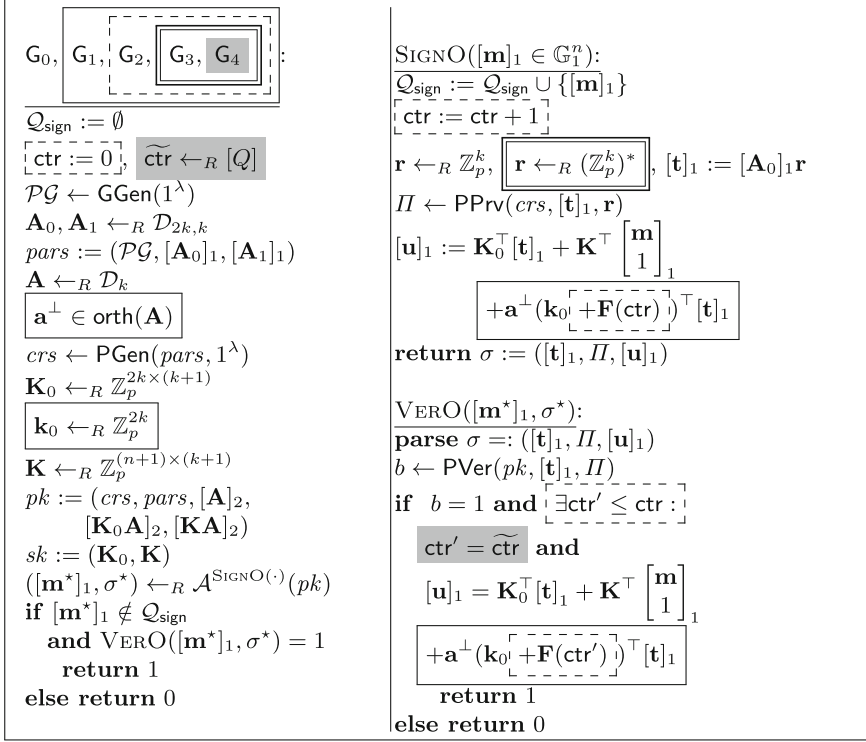 G₀, G₁, G₂, G₃, G₄ :
𝒬_sign := ∅
ctr := 0, c͠tr ←_R [Q]
𝒫𝒢 ← GGen(1^λ)
A₀, A₁ ←_R 𝒟_{2k,k}
pars := (𝒫𝒢, [A₀]₁, [A₁]₁)
A ←_R 𝒟_k
a^⊥ ∈ orth(A)
crs ← PGen(pars, 1^λ)
K₀ ←_R ℤ_p^{2k×(k+1)}
k₀ ←_R ℤ_p^{2k}
K ←_R ℤ_p^{(n+1)×(k+1)}
pk := (crs, pars, [A]₂,
[K₀A]₂, [KA]₂)
sk := (K₀, K)
([m*]₁, σ*) ←_R 𝒜^{SignO(·)}(pk)
if [m*]₁ ∉ 𝒬_sign
and VerO([m*]₁, σ*) = 1
return 1
else return 0
SignO([m]₁ ∈ 𝔾₁ⁿ):
𝒬_sign := 𝒬_sign ∪ {[m]₁}
ctr := ctr + 1
r ←_R ℤ_p^k, r ←_R (ℤ_p^k)*, [t]₁ := [A₀]₁r
Π ← PPrv(crs, [t]₁, r)
[u]₁ := K₀^⊤[t]₁ + K^⊤ [m 1]₁
+a^⊥(k₀ +F(ctr))^⊤[t]₁
return σ := ([t]₁, Π, [u]₁)
VerO([m*]₁, σ*):
parse σ =: ([t]₁, Π, [u]₁)
b ← PVer(pk, [t]₁, Π)
if b = 1 and ∃ctr′ ≤ ctr :
ctr′ = c͠tr and
[u]₁ = K₀^⊤[t]₁ + K^⊤ [m 1]₁
+a^⊥(k₀ +F(ctr′))^⊤[t]₁
return 1
else return 0